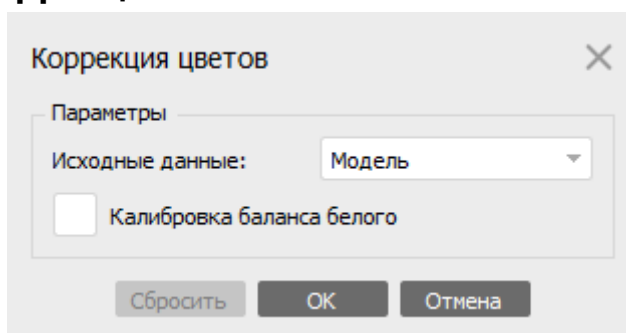 Коррекция цветов
Параметры
Исходные данные: Модель
Калибровка баланса белого
Сбросить OK Отмена